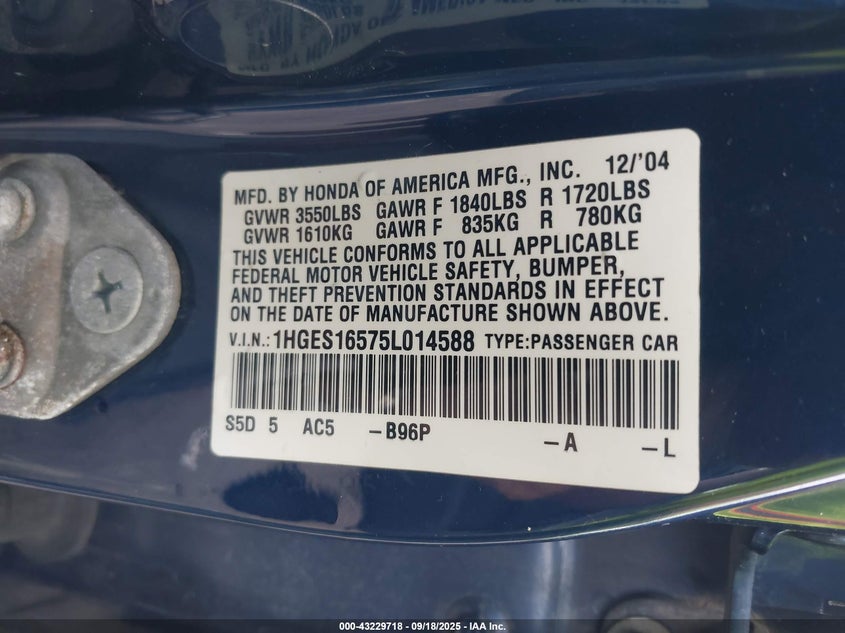 MFD. BY HONDA OF AMERICA MFG., INC. 12/'04
GVWR 3550LBS GAWR F 1840LBS R 1720LBS
GVWR 1610KG GAWR F 835KG R 780KG
THIS VEHICLE CONFORMS TO ALL APPLICABLE
FEDERAL MOTOR VEHICLE SAFETY, BUMPER,
AND THEFT PREVENTION STANDARDS IN EFFECT
ON THE DATE OF MANUFACTURE SHOWN ABOVE.
V.I.N.: 1HGES16575L014588 TYPE:PASSENGER CAR
S5D 5 AC5 –B96P –A –L
000-43229718 - 09/18/2025 - IAA Inc.